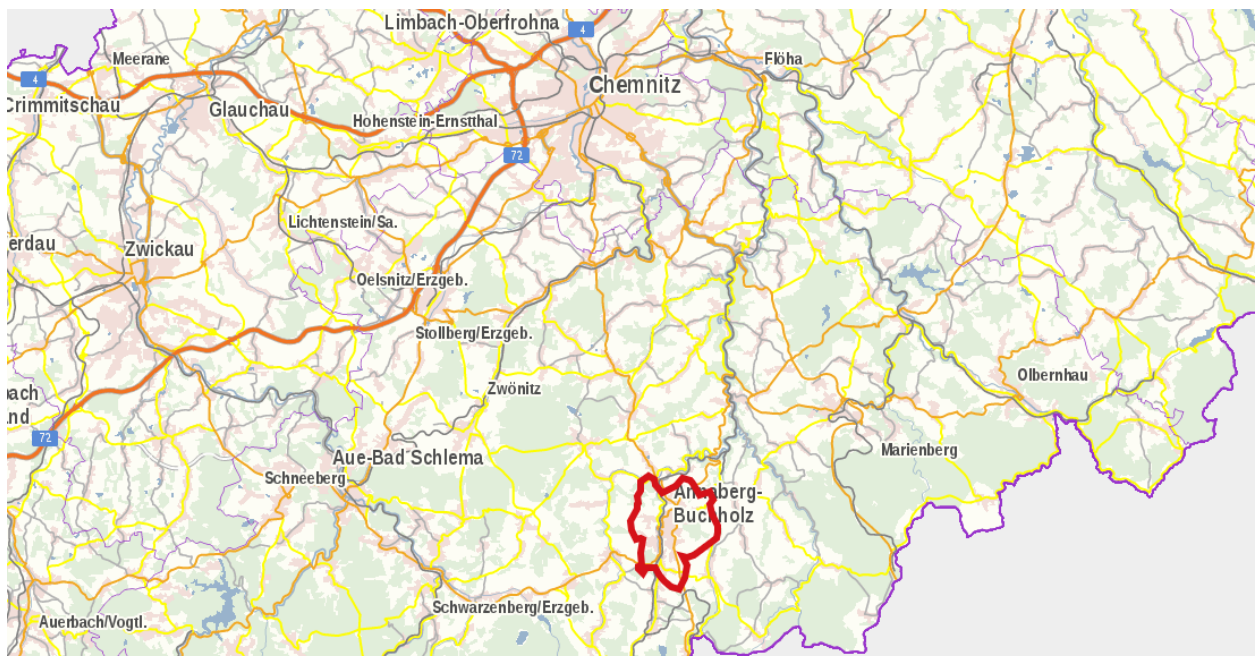 Limbach-Oberfrohna
4
Meerane
Flöha
4
Chemnitz
Crimmitschau
Glauchau
Hohenstein-Ernstthal
72
Lichtenstein/Sa.
erdau
Zwickau
Oelsnitz/Erzgeb.
Stollberg/Erzgeb.
Olbernhau
bach
Zwönitz
and
72
Marienberg
Aue-Bad Schlema
Schneeberg
Annaberg-
Buchholz
Schwarzenberg/Erzgeb.
Auerbach/Vogtl.